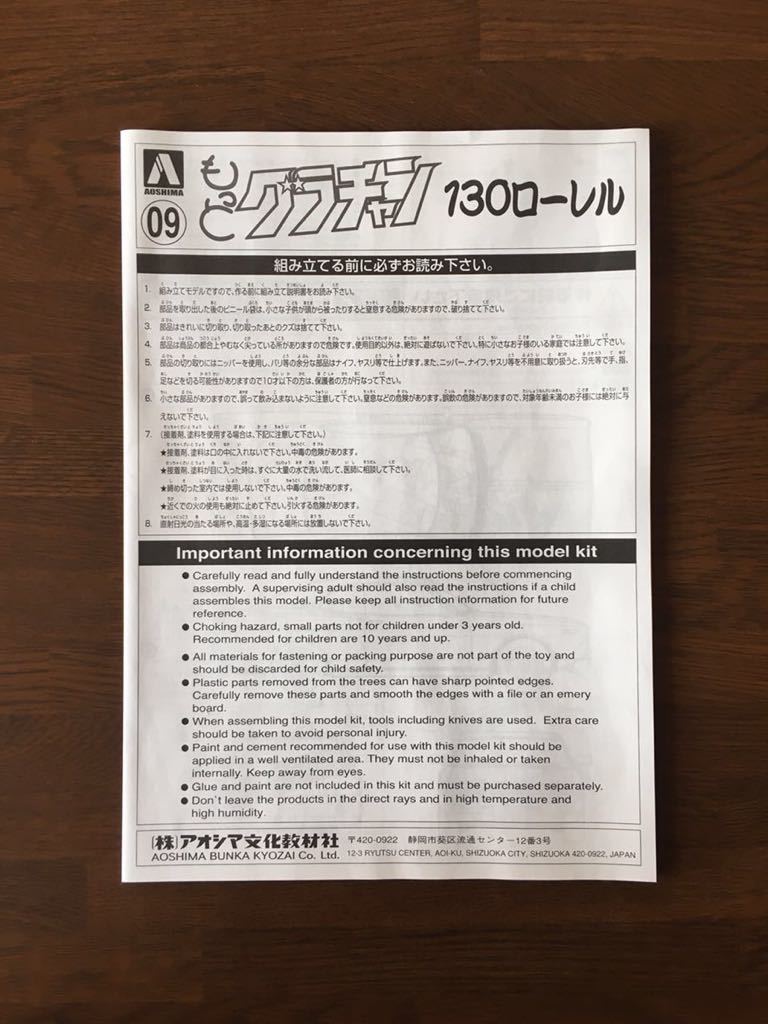 AOSHIMA
09
もっと グラチャン 130ローレル
組み立てる前に必ずお読み下さい。
1. 組み立てモデルですので、作る前に組み立て説明書をお読み下さい。
2. 部品を取り出した後のビニール袋は、小さな子供が頭から被ったりすると窒息する危険がありますので、破り捨てて下さい。
3. 部品はきれいに切り取り、切り取ったあとのクズは捨てて下さい。
4. 部品は商品の都合上やむなく尖っている所がありますので危険です。使用目的以外は、絶対に遊ばないで下さい。特に小さなお子様のいる家庭では注意して下さい。
5. 部品の切り取りにはニッパーを使用し、バリ等の余分な部品はナイフ、ヤスリ等で仕上げます。また、ニッパー、ナイフ、ヤスリ等を不用意に取り扱うと、刃先等で手、指、
足などを切る可能性がありますので10才以下の方は、保護者の方が行なって下さい。
6. 小さな部品がありますので、誤って飲み込まないように注意して下さい。窒息などの危険があります。誤飲の危険がありますので、対象年齢未満のお子様には絶対に与
えないで下さい。
7. (接着剤、塗料を使用する場合は、下記に注意して下さい。)
★接着剤、塗料は口の中に入れないで下さい。中毒の危険があります。
★接着剤、塗料が目に入った時は、すぐに大量の水で洗い流して、医師に相談して下さい。
★締め切った室内では使用しないで下さい。中毒の危険があります。
★近くでの火の使用も絶対に止めて下さい。引火する危険があります。
8. 直射日光の当たる場所や、高温・多湿になる場所には放置しないで下さい。
Important information concerning this model kit
● Carefully read and fully understand the instructions before commencing
assembly. A supervising adult should also read the instructions if a child
assembles this model. Please keep all instruction information for future
reference.
● Choking hazard, small parts not for children under 3 years old.
Recommended for children are 10 years and up.
● All materials for fastening or packing purpose are not part of the toy and
should be discarded for child safety.
● Plastic parts removed from the trees can have sharp pointed edges.
Carefully remove these parts and smooth the edges with a file or an emery
board.
● When assembling this model kit, tools including knives are used. Extra care
should be taken to avoid personal injury.
● Paint and cement recommended for use with this model kit should be
applied in a well ventilated area. They must not be inhaled or taken
internally. Keep away from eyes.
● Glue and paint are not included in this kit and must be purchased separately.
● Don't leave the products in the direct rays and in high temperature and
high humidity.
(株)アオシマ文化教材社 〒420-0922 静岡市葵区流通センター12番3号
AOSHIMA BUNKA KYOZAI Co. Ltd. 12-3 RYUTSU CENTER, AOI-KU, SHIZUOKA CITY, SHIZUOKA 420-0922, JAPAN